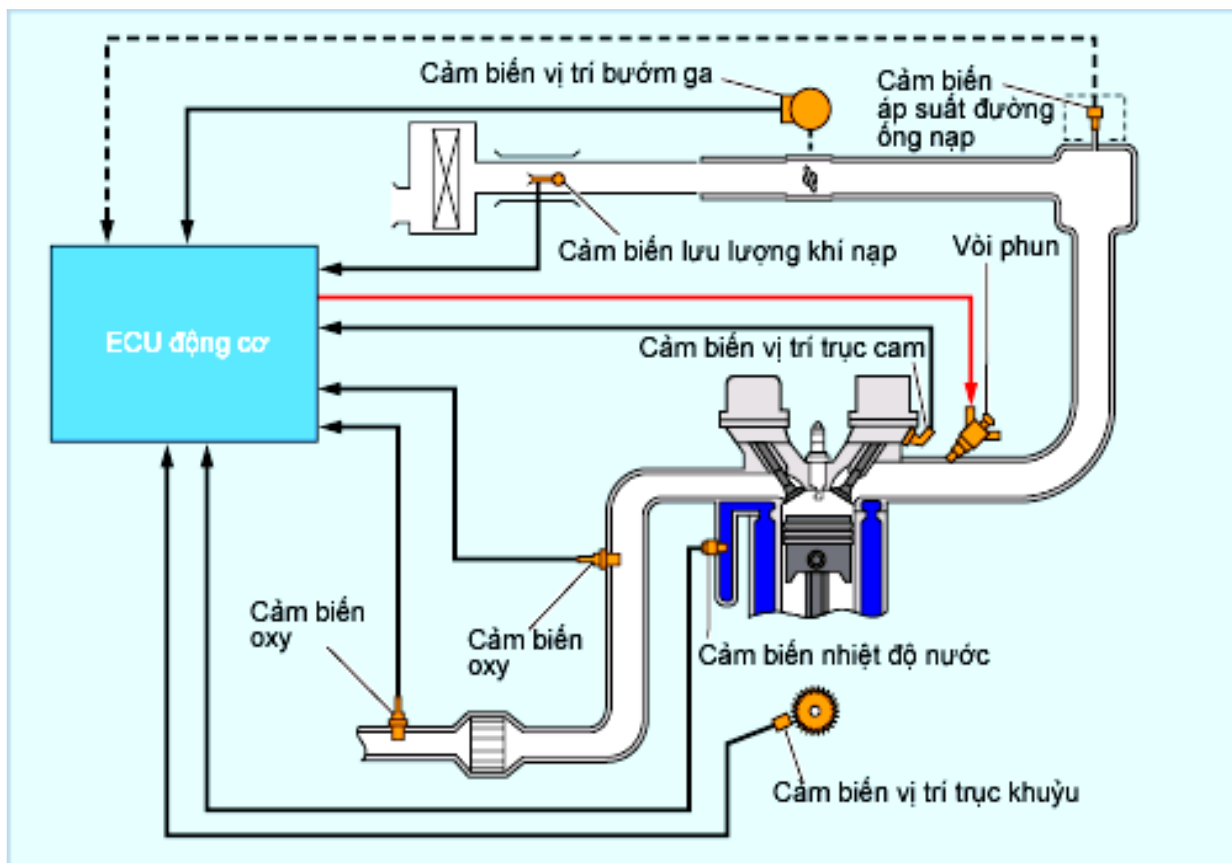 Cảm biến vị trí bướm ga
Cảm biến
áp suất đường
ống nạp
Cảm biến lưu lượng khí nạp
Vòi phun
ECU động cơ
Cảm biến vị trí trục cam
Cảm biến
oxy
Cảm biến
oxy
Cảm biến nhiệt độ nước
Cảm biến vị trí trục khuỷu